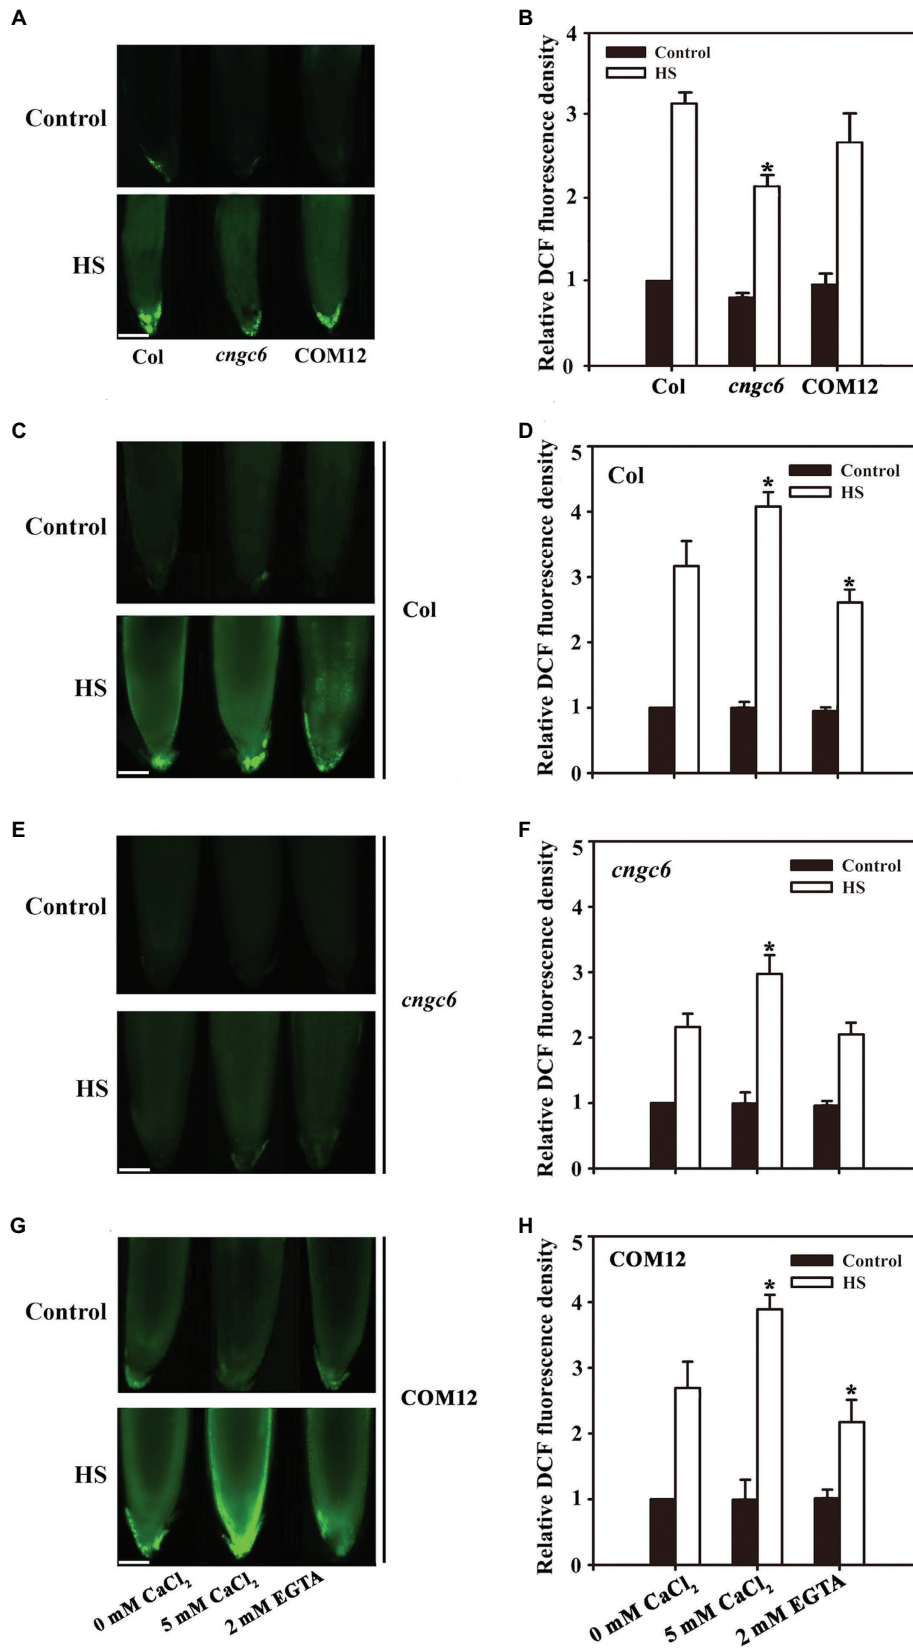 A
Control
HS
Col cngc6 COM12
B
Relative DCF fluorescence density
4
3
2
1
0
Control
HS
*
Col cngc6 COM12
C
Control
HS
Col
D
Relative DCF fluorescence density
5
4
3
2
1
0
Col
Control
HS
*
*
E
Control
HS
cngc6
F
Relative DCF fluorescence density
5
4
3
2
1
0
cngc6
Control
HS
*
G
Control
HS
COM12
0 mM CaCl₂ 5 mM CaCl₂ 2 mM EGTA
H
Relative DCF fluorescence density
5
4
3
2
1
0
COM12
Control
HS
*
*
0 mM CaCl₂ 5 mM CaCl₂ 2 mM EGTA